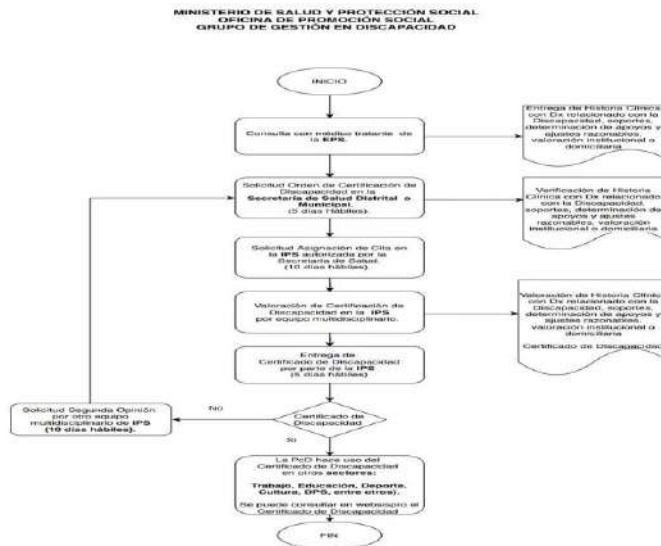 MINISTERIO DE SALUD Y PROTECCIÓN SOCIAL
OFICINA DE PROMOCIÓN SOCIAL
GRUPO DE GESTIÓN EN DISCAPACIDAD
INICIO
Consulta con médico tratante de
la EPS.
Entrega de Historia Clínica
con Dx relacionado con la
Discapacidad, soportes,
determinación de apoyos y
ajustes razonables,
valoración institucional o
domiciliaria
Solicitud Orden de Certificación de
Discapacidad en la
Secretaría de Salud Distrital o
Municipal.
(5 días Hábiles).
Verificación de Historia
Clínica con Dx relacionado
con la Discapacidad,
soportes, determinación de
apoyos y ajustes
razonables, valoración
institucional o domiciliaria
Solicitud Asignación de Cita en
la IPS autorizada por la
Secretaría de Salud.
(10 días hábiles).
Valoración de Certificación de
Discapacidad en la IPS
por equipo multidisciplinario.
Valoración de Historia Clínica
con Dx relacionado con la
Discapacidad, soportes,
determinación de apoyos y
ajustes razonables,
valoración institucional o
domiciliaria
Certificado de Discapacidad
Entrega de
Certificado de Discapacidad
por parte de la IPS
(5 días hábiles)
Certificado de
Discapacidad
No
Solicitud Segunda Opinión
por otro equipo
multidisciplinario de IPS
(10 días hábiles).
Si
La PcD hace uso del
Certificado de Discapacidad
en otros sectores:
Trabajo, Educación, Deporte,
Cultura, DPS, entre otros).
Se puede consultar en websispro el
Certificado de Discapacidad
FIN